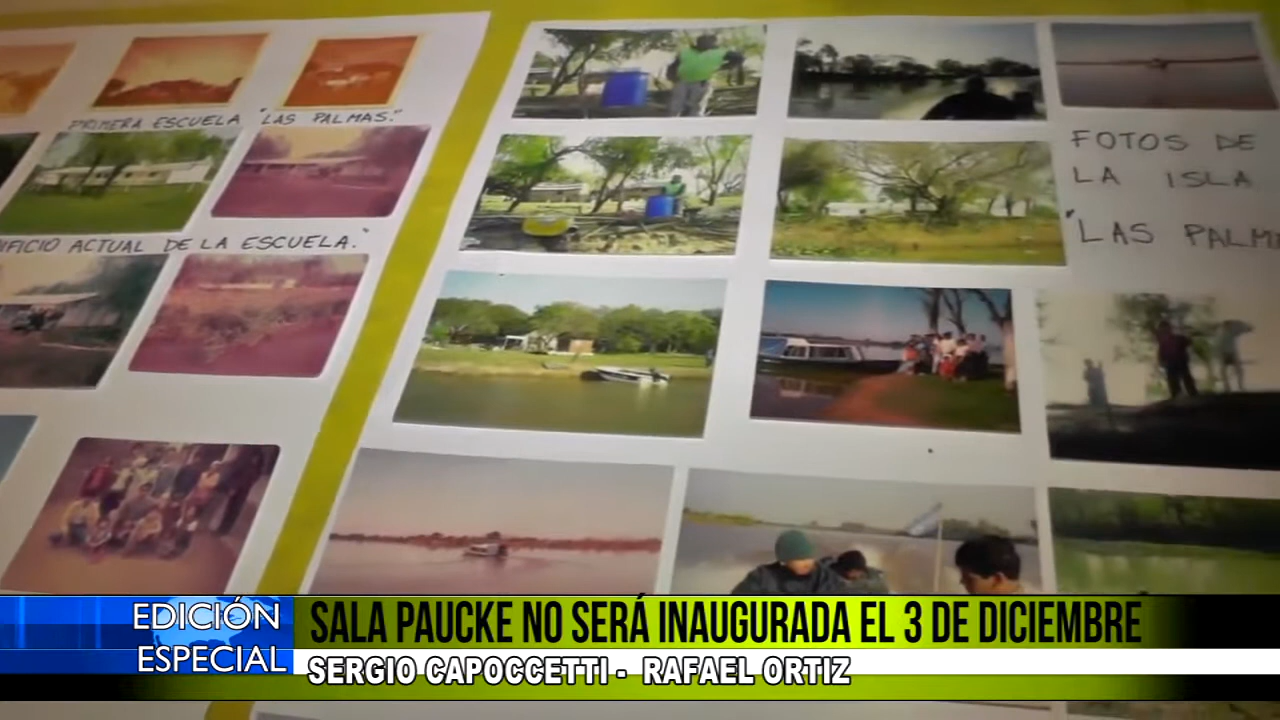 PRIMERA ESCUELA "LAS PALMAS."
EDIFICIO ACTUAL DE LA ESCUELA."
FOTOS DE
LA ISLA
"LAS PALM
EDICIÓN
ESPECIAL
SALA PAUCKE NO SERÁ INAUGURADA EL 3 DE DICIEMBRE
SERGIO CAPOCCETTI - RAFAEL ORTIZ